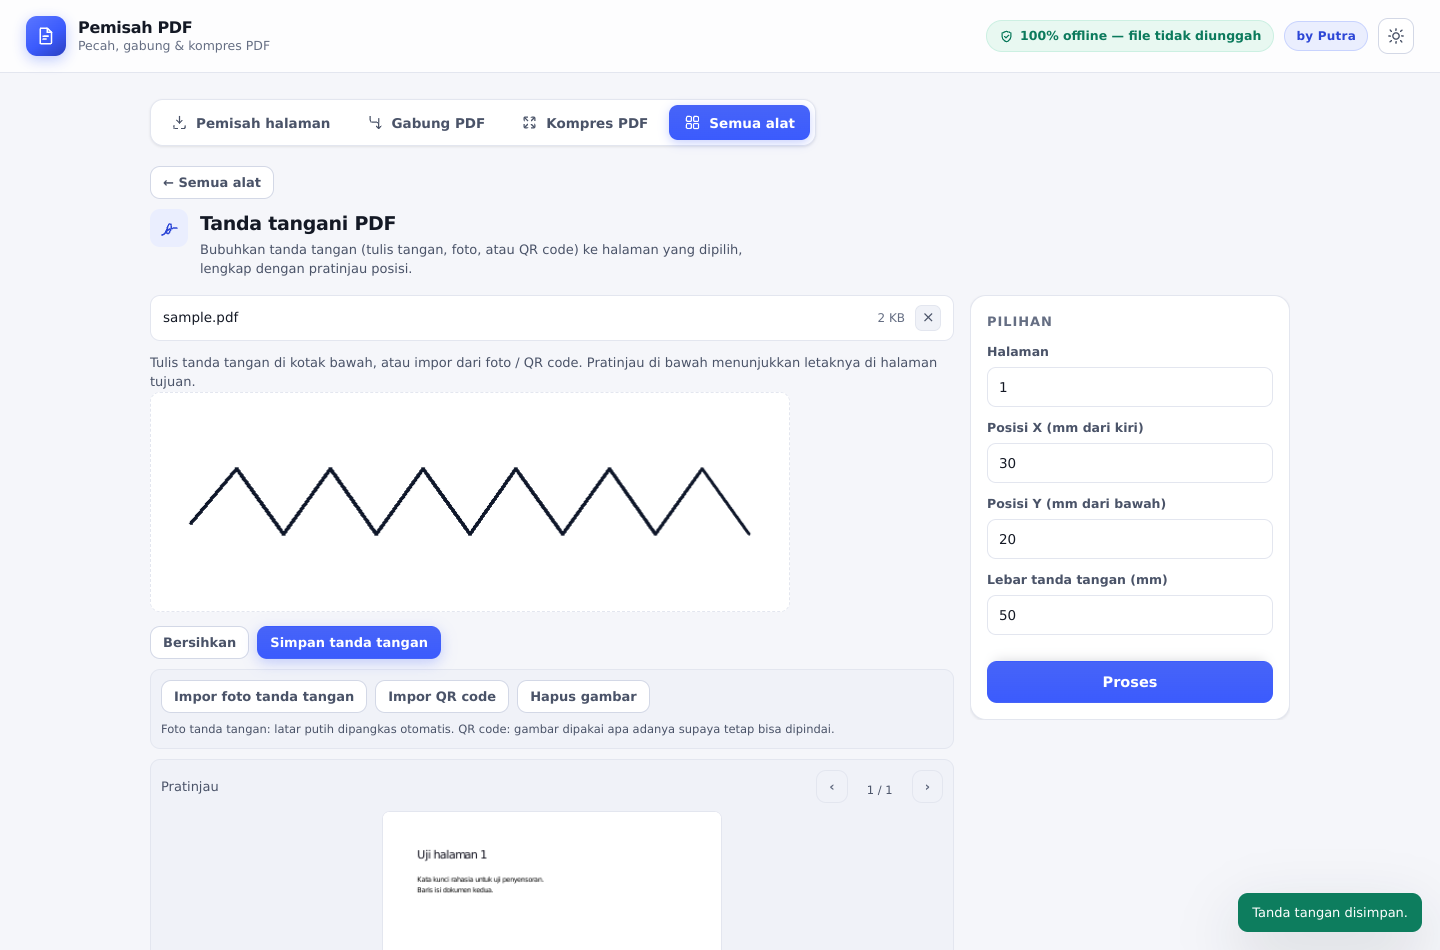 Pemisah PDF
Pecah, gabung & kompres PDF
100% offline — file tidak diunggah
by Putra
Pemisah halaman
Gabung PDF
Kompres PDF
Semua alat
← Semua alat
Tanda tangani PDF
Bubuhkan tanda tangan (tulis tangan, foto, atau QR code) ke halaman yang dipilih,
lengkap dengan pratinjau posisi.
sample.pdf
2 KB
×
Tulis tanda tangan di kotak bawah, atau impor dari foto / QR code. Pratinjau di bawah menunjukkan letaknya di halaman
tujuan.
Bersihkan
Simpan tanda tangan
Impor foto tanda tangan
Impor QR code
Hapus gambar
Foto tanda tangan: latar putih dipangkas otomatis. QR code: gambar dipakai apa adanya supaya tetap bisa dipindai.
Pratinjau
‹
1 / 1
›
Uji halaman 1
Kata kunci rahasia untuk uji penyensoran.
Baris isi dokumen kedua.
PILIHAN
Halaman
1
Posisi X (mm dari kiri)
30
Posisi Y (mm dari bawah)
20
Lebar tanda tangan (mm)
50
Proses
Tanda tangan disimpan.